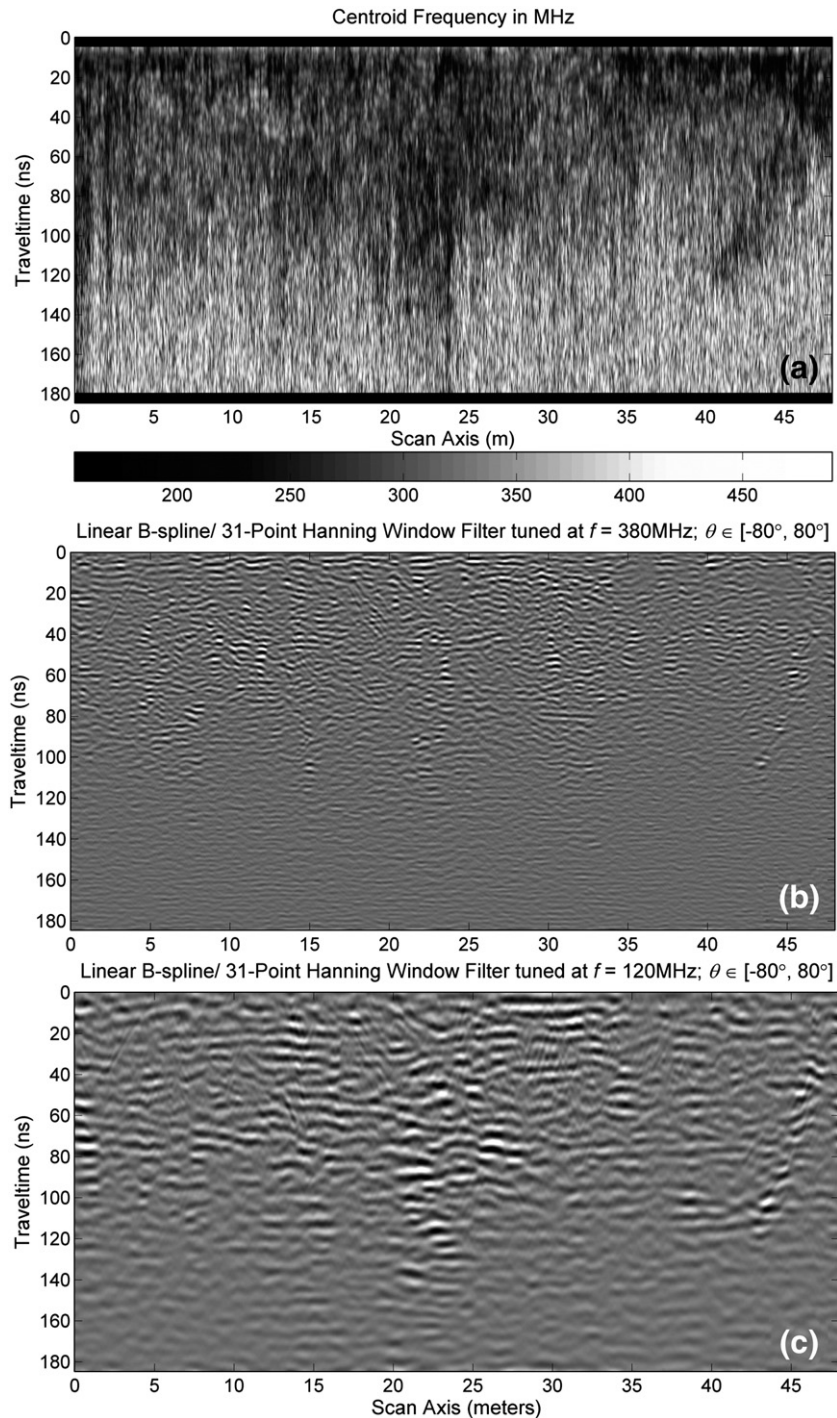 Centroid Frequency in MHz
0
20
40
60
80
100
120
140
160
180
Traveltime (ns)
(a)
0 5 10 15 20 25 30 35 40 45
Scan Axis (m)
200 250 300 350 400 450
Linear B-spline/ 31-Point Hanning Window Filter tuned at f = 380MHz; θ ∈ [-80°, 80°]
0
20
40
60
80
100
120
140
160
180
Traveltime (ns)
(b)
0 5 10 15 20 25 30 35 40 45
Linear B-spline/ 31-Point Hanning Window Filter tuned at f = 120MHz; θ ∈ [-80°, 80°]
0
20
40
60
80
100
120
140
160
180
Traveltime (ns)
(c)
0 5 10 15 20 25 30 35 40 45
Scan Axis (meters)